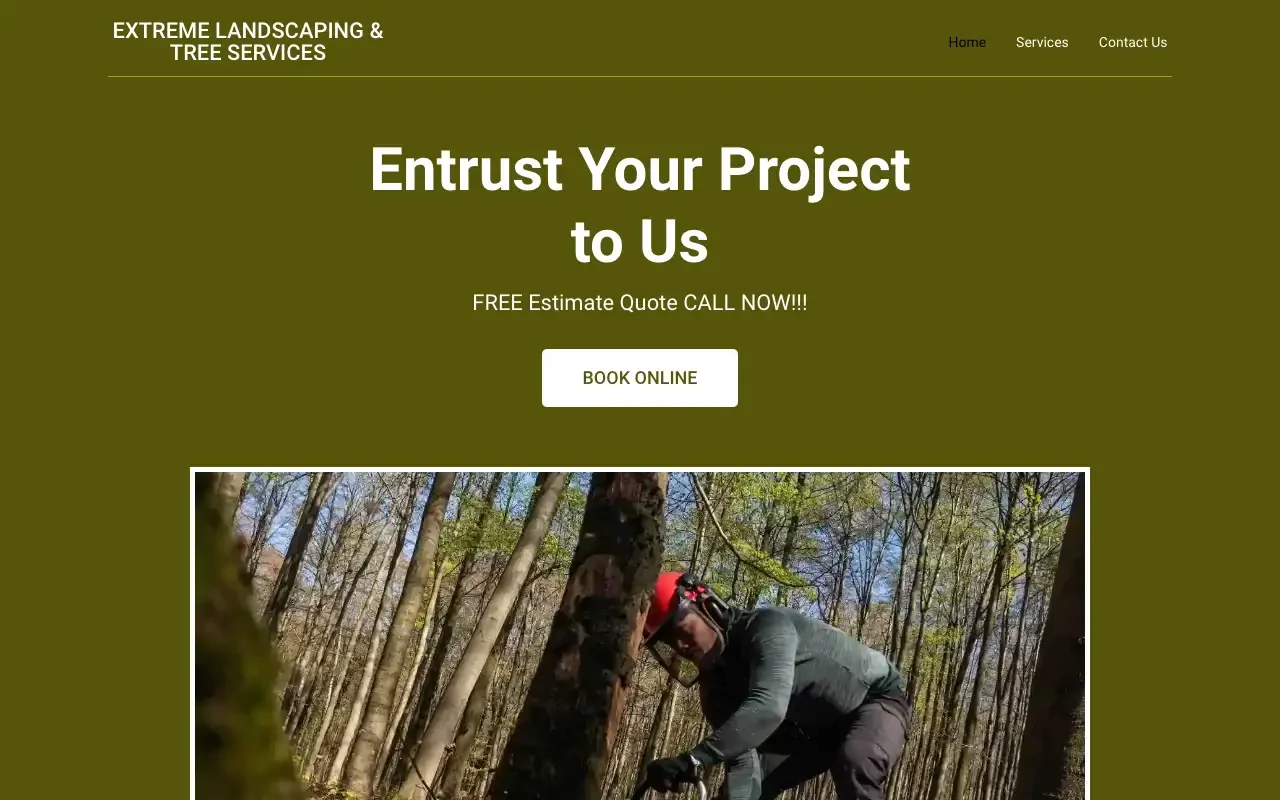 EXTREME LANDSCAPING &
TREE SERVICES
Home
Services
Contact Us
Entrust Your Project
to Us
FREE Estimate Quote CALL NOW!!!
BOOK ONLINE